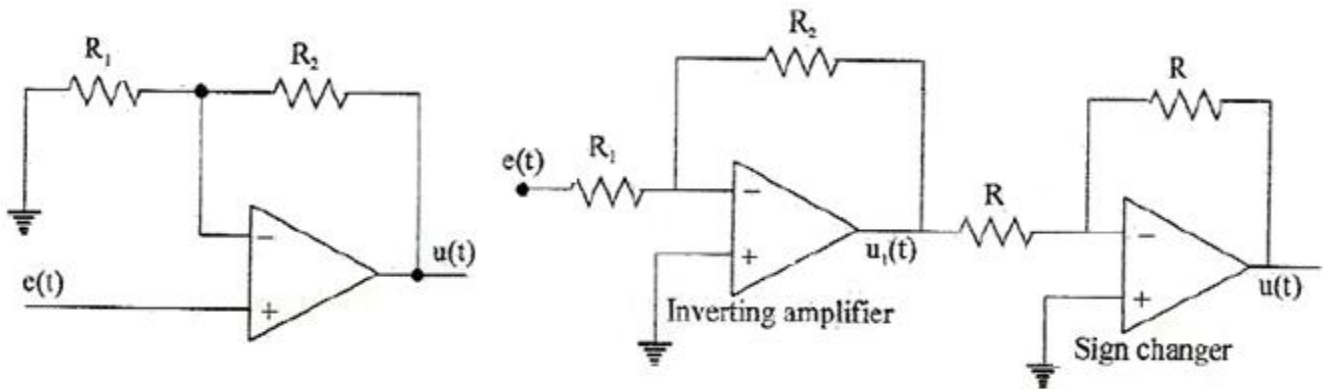 R₁
R₂
e(t)
−
+
u(t)
e(t)
R₁
R₂
−
+
u₁(t)
Inverting amplifier
R
R
−
+
u(t)
Sign changer